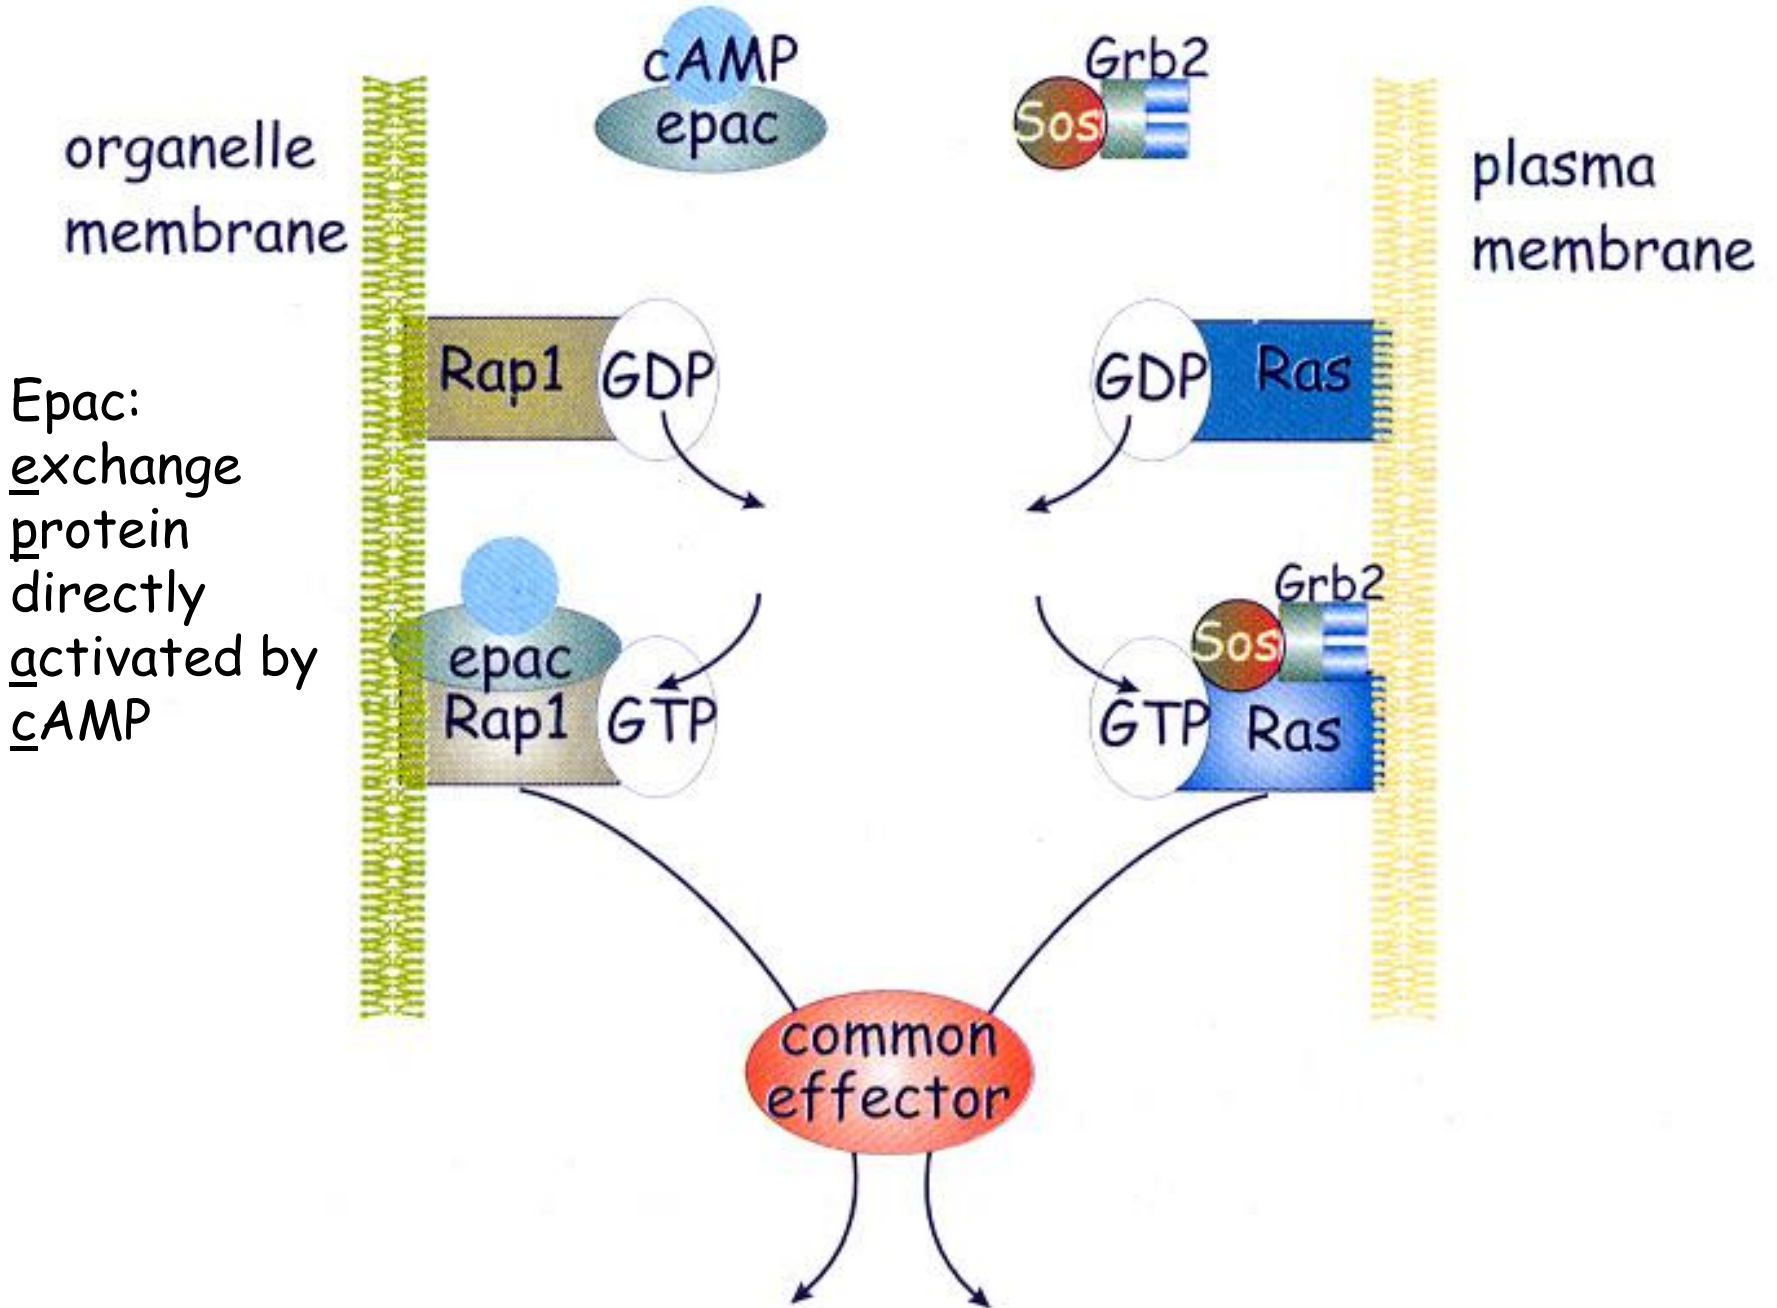 cAMP
epac
Grb2
Sos
organelle
membrane
plasma
membrane
Rap1
GDP
GDP
Ras
Epac:
exchange
protein
directly
activated by
cAMP
epac
Rap1
GTP
Grb2
Sos
GTP
Ras
common
effector